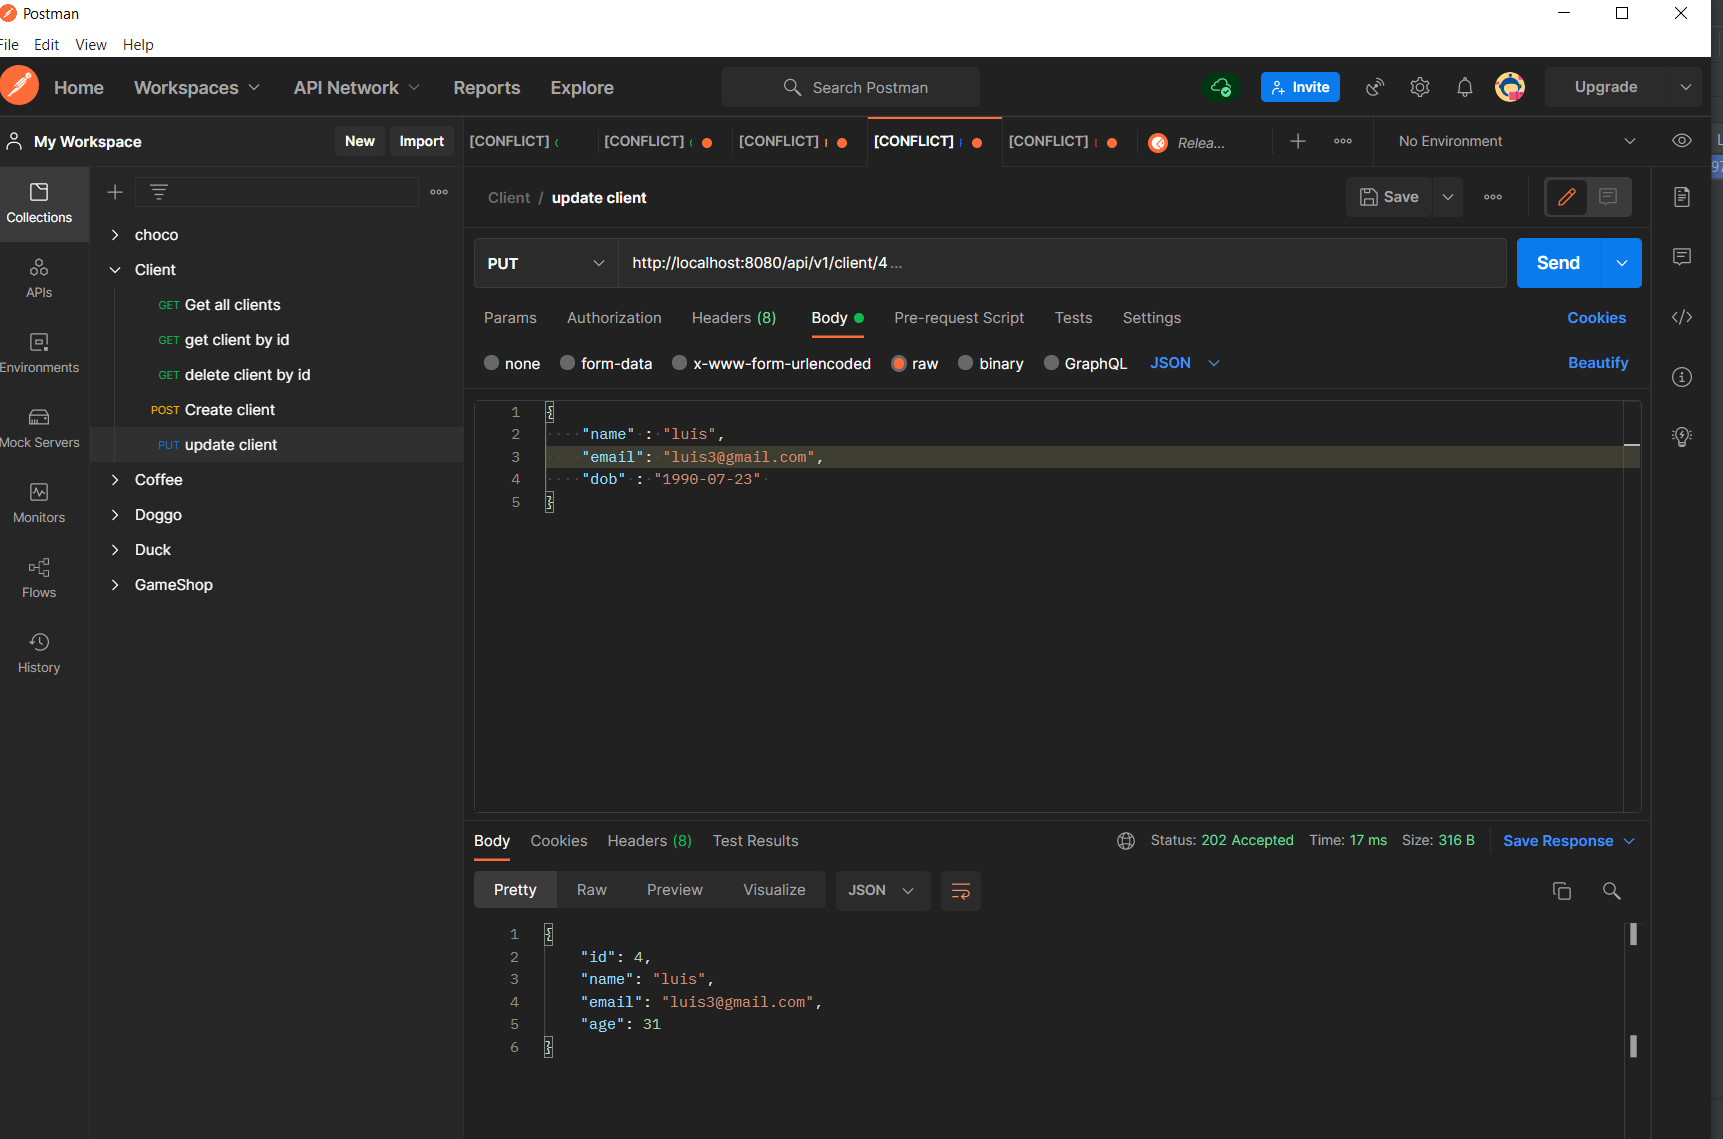 Postman
File Edit View Help
Home Workspaces API Network Reports Explore Search Postman Invite Upgrade
My Workspace New Import [CONFLICT] [CONFLICT] [CONFLICT] [CONFLICT] [CONFLICT] Relea... No Environment
Client / update client Save
Collections
APIs
Environments
Mock Servers
Monitors
Flows
History
choco
Client
GET Get all clients
GET get client by id
GET delete client by id
POST Create client
PUT update client
Coffee
Doggo
Duck
GameShop
PUT http://localhost:8080/api/v1/client/4 ... Send
Params Authorization Headers (8) Body Pre-request Script Tests Settings Cookies
none form-data x-www-form-urlencoded raw binary GraphQL JSON Beautify
1 {
2 "name" : "luis",
3 "email": "luis3@gmail.com",
4 "dob" : "1990-07-23"
5 }
Body Cookies Headers (8) Test Results Status: 202 Accepted Time: 17 ms Size: 316 B Save Response
Pretty Raw Preview Visualize JSON
1 {
2 "id": 4,
3 "name": "luis",
4 "email": "luis3@gmail.com",
5 "age": 31
6 }